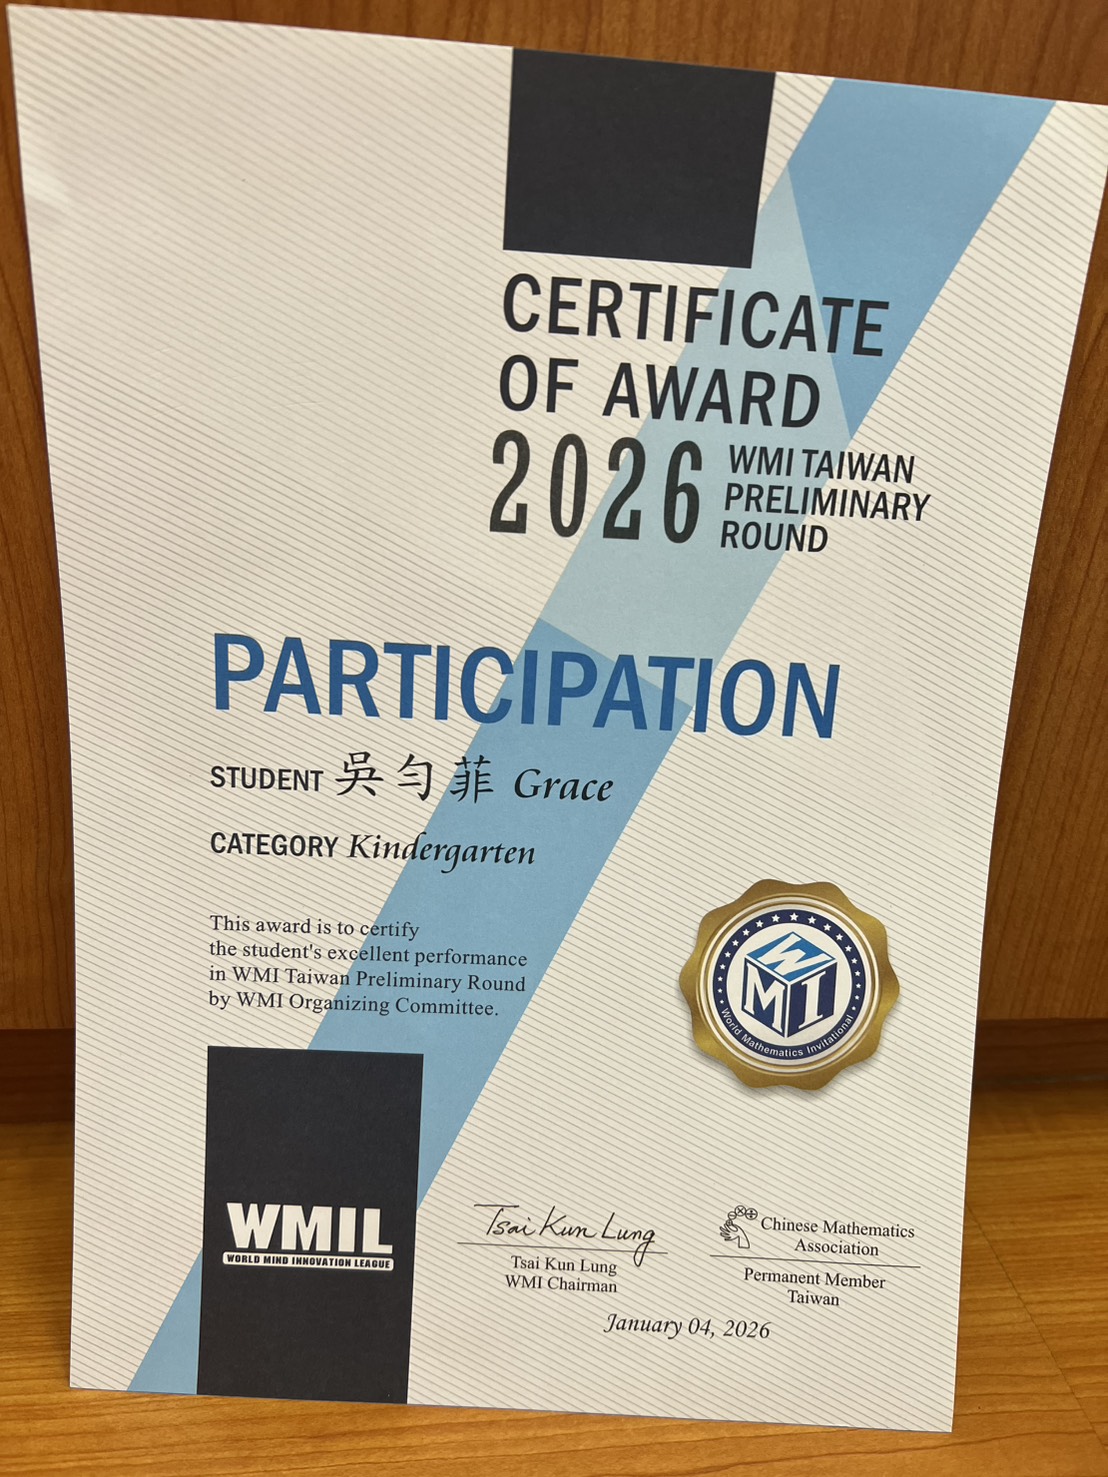 CERTIFICATE
OF AWARD
2026 WMI TAIWAN
PRELIMINARY
ROUND
PARTICIPATION
STUDENT 吳勻菲 Grace
CATEGORY Kindergarten
This award is to certify
the student's excellent performance
in WMI Taiwan Preliminary Round
by WMI Organizing Committee.
WMI
World Mathematics Invitational
WMIL
WORLD MIND INNOVATION LEAGUE
Tsai Kun Lung
Tsai Kun Lung
WMI Chairman
Chinese Mathematics
Association
Permanent Member
Taiwan
January 04, 2026